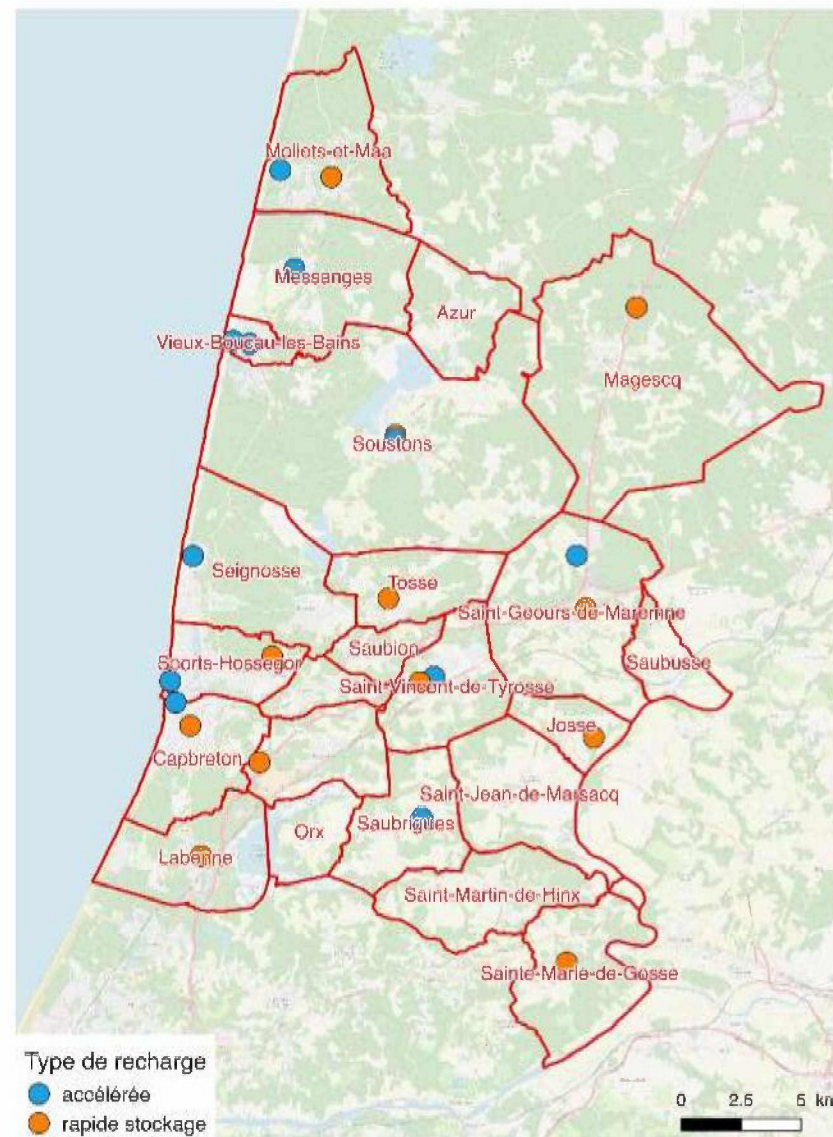 Moliets-et-Maa
Messanges
Azur
Vieux-Boucau-les-Bains
Magescq
Soustons
Seignosse
Tosse
Saint-Geours-de-Maremne
Saubion
Soorts-Hossegor
Saubusse
Saint-Vincent-de-Tyrosse
Josse
Capbreton
Saint-Jean-de-Marsacq
Orx
Saubrigues
Labenne
Saint-Martin-de-Hinx
Sainte-Marie-de-Gosse
Type de recharge
accélérée
rapide stockage
0 2.5 5 km